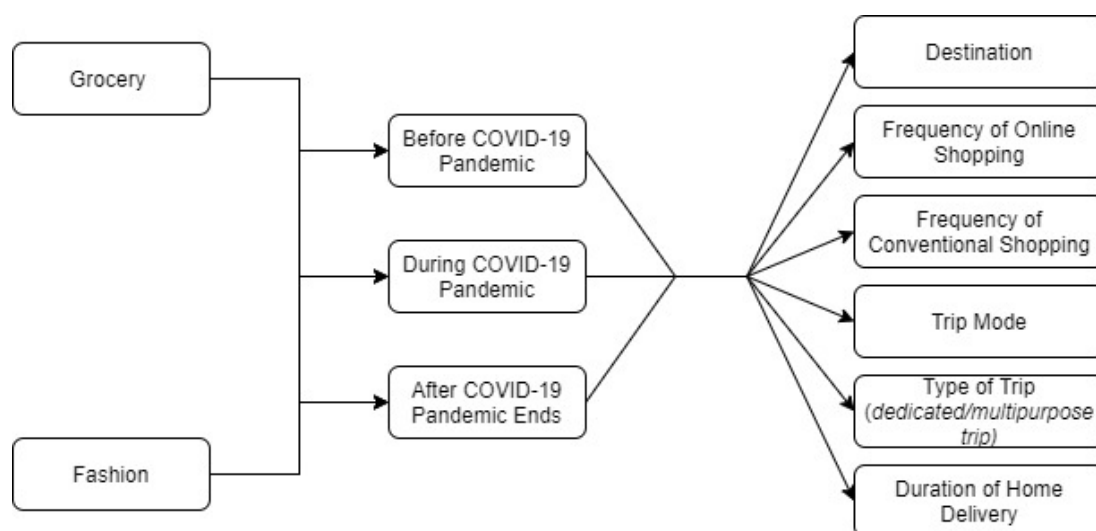 Grocery
Fashion
Before COVID-19
Pandemic
During COVID-19
Pandemic
After COVID-19
Pandemic Ends
Destination
Frequency of Online
Shopping
Frequency of
Conventional Shopping
Trip Mode
Type of Trip
(dedicated/multipurpose
trip)
Duration of Home
Delivery